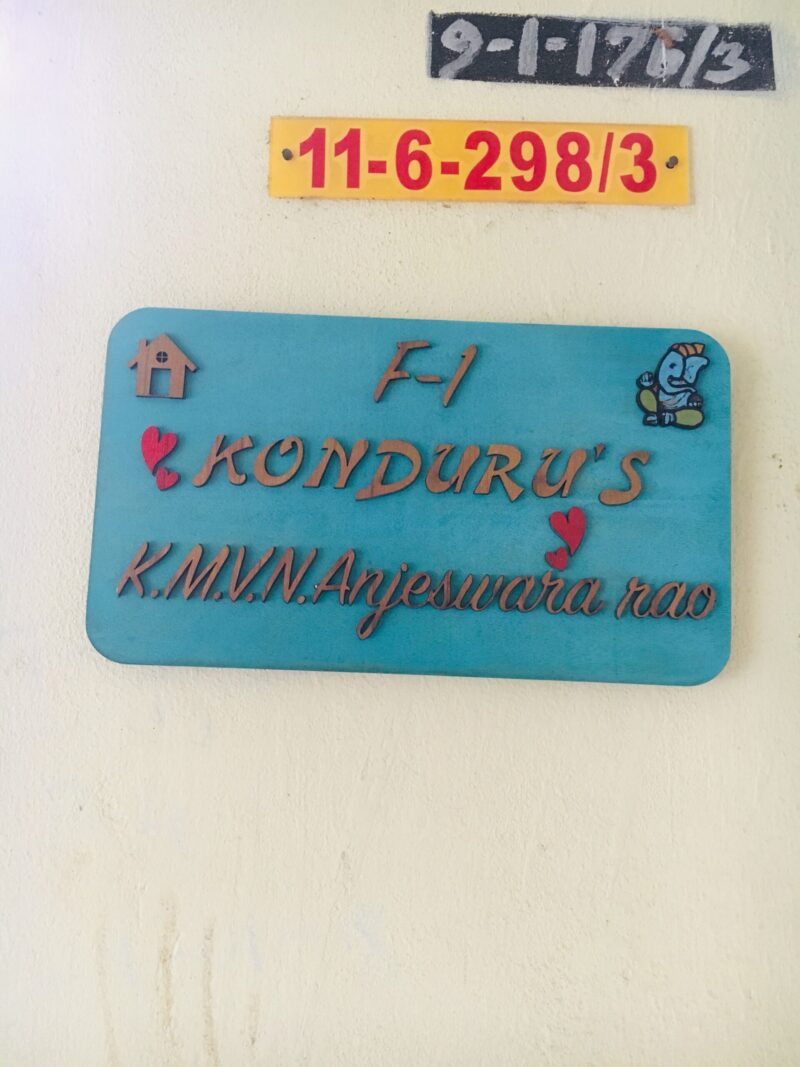 9-1-176/3
11-6-298/3
F-1
KONDURU'S
K.M.V.N.Anjeswara rao